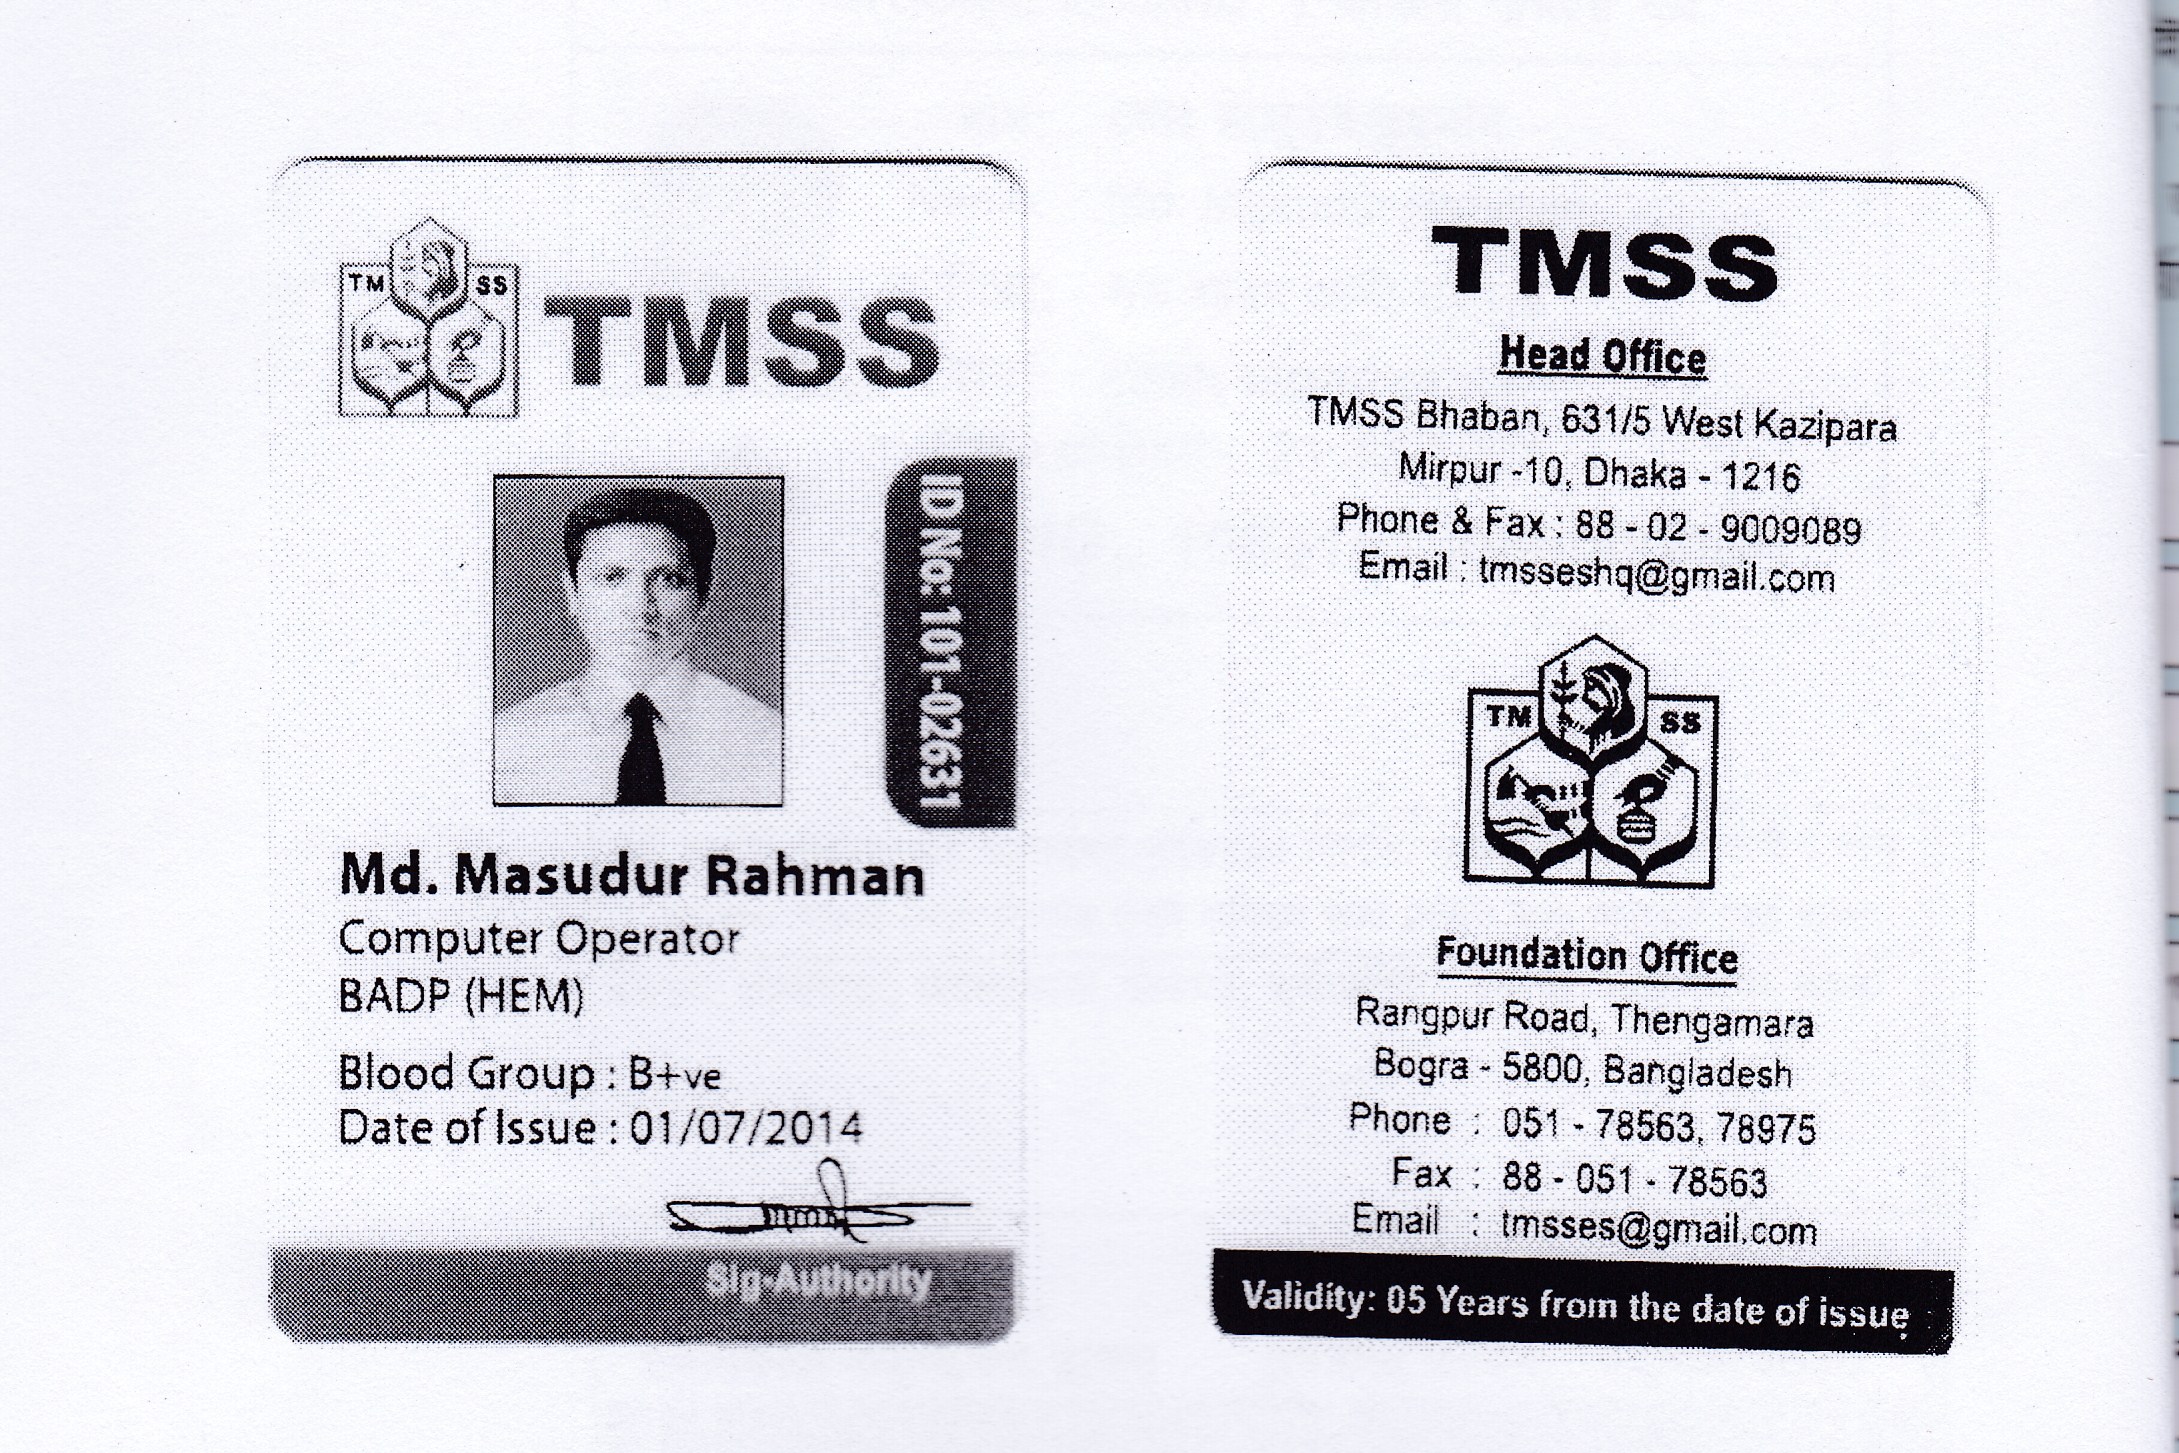 TM SS
TMSS
ID No: 101-02631
Md. Masudur Rahman
Computer Operator
BADP (HEM)
Blood Group : B+ve
Date of Issue : 01/07/2014
Sig-Authority
TMSS
Head Office
TMSS Bhaban, 631/5 West Kazipara
Mirpur -10, Dhaka - 1216
Phone & Fax : 88 - 02 - 9009089
Email : tmsseshq@gmail.com
TM SS
Foundation Office
Rangpur Road, Thengamara
Bogra - 5800, Bangladesh
Phone : 051 - 78563, 78975
Fax : 88 - 051 - 78563
Email : tmsses@gmail.com
Validity: 05 Years from the date of issue